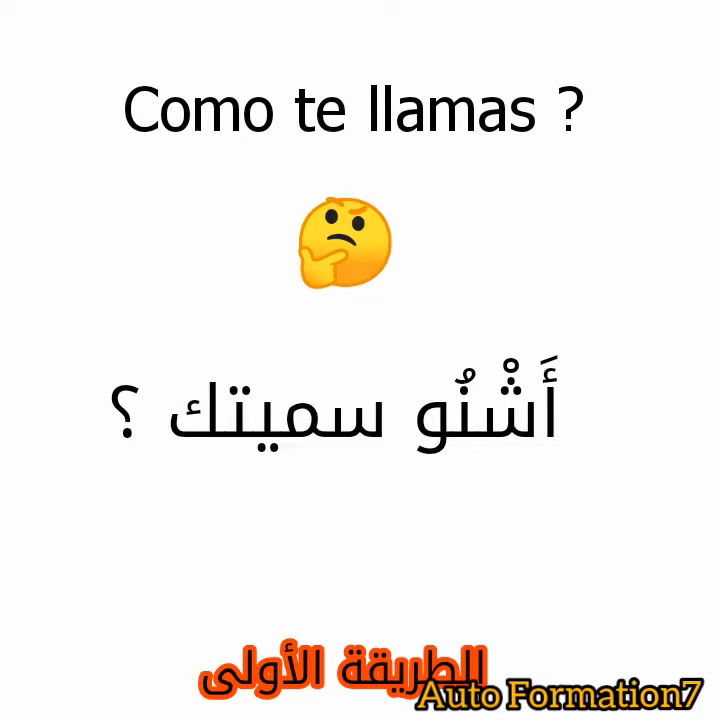 Como te llamas ?
أَشْنُو سميتك ؟
الطريقة الأولى
Auto Formation7